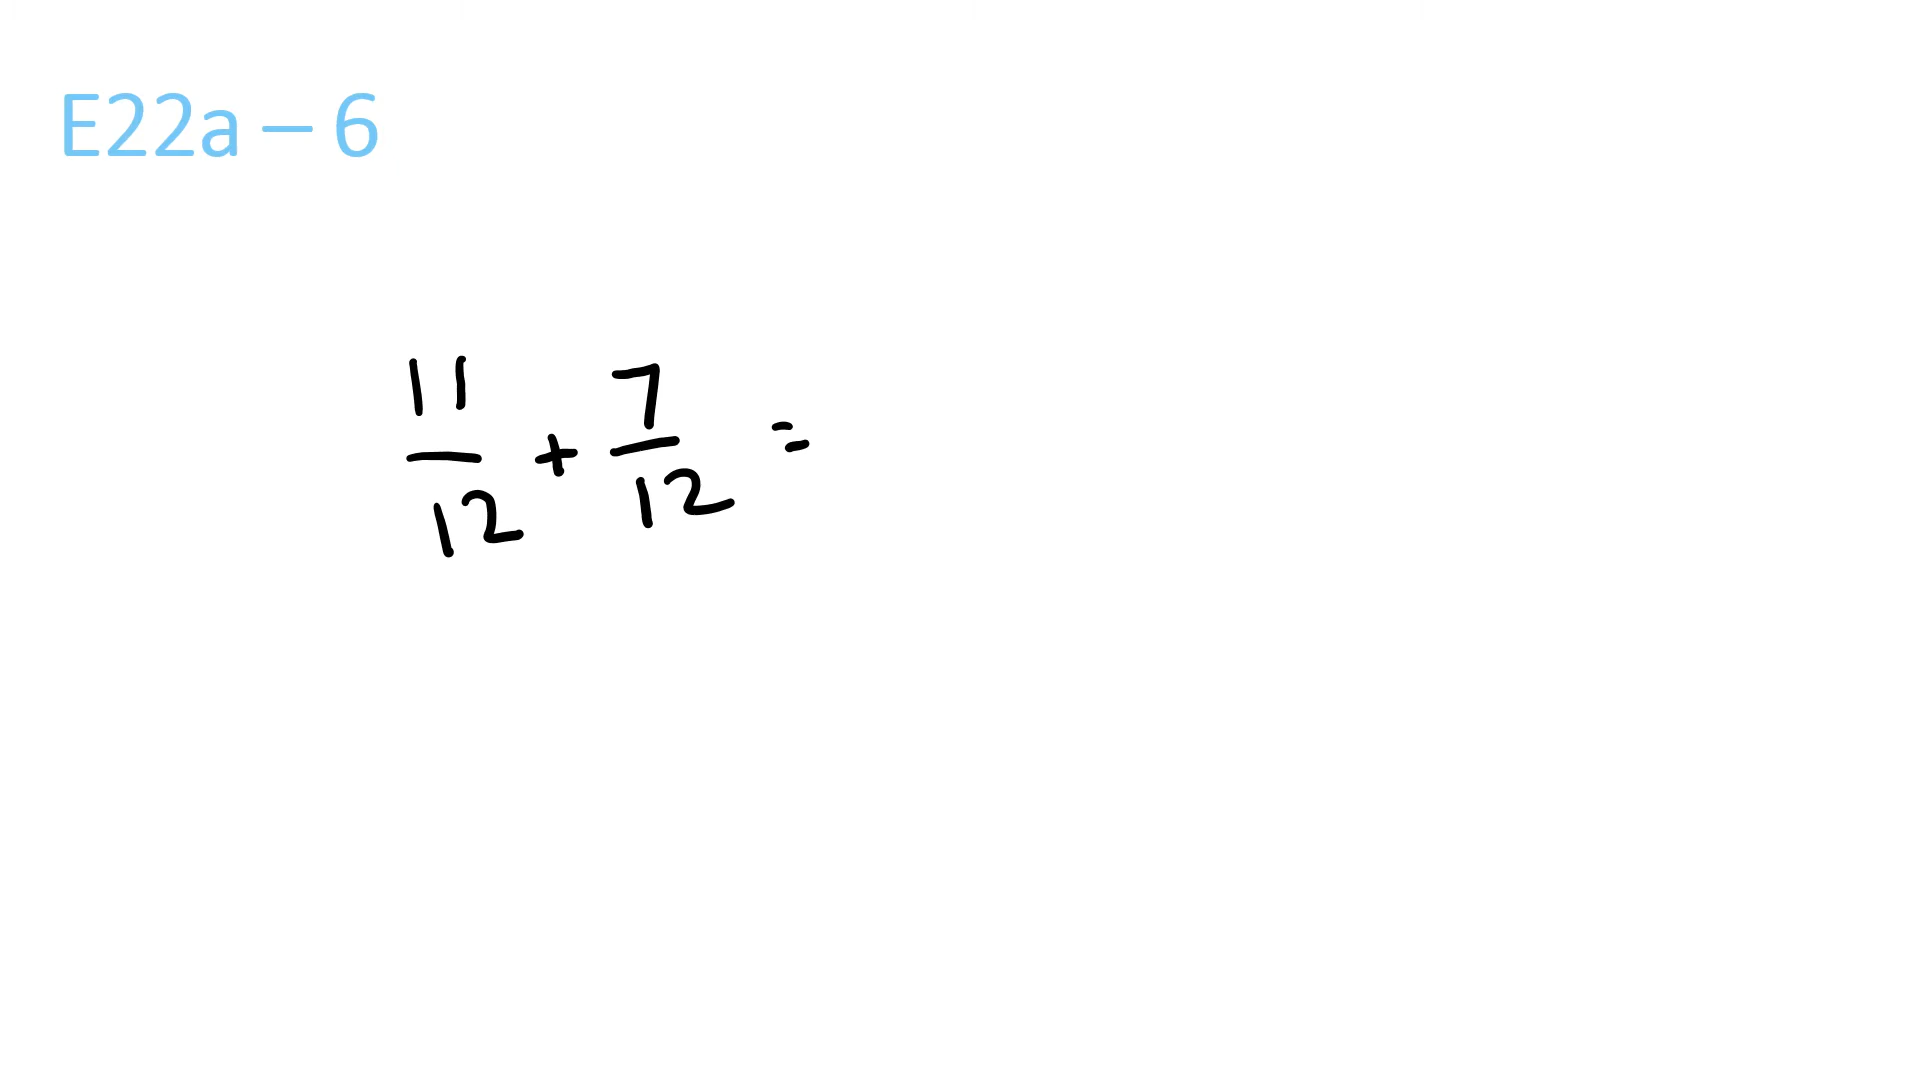 E22a – 6
11/12 + 7/12 =